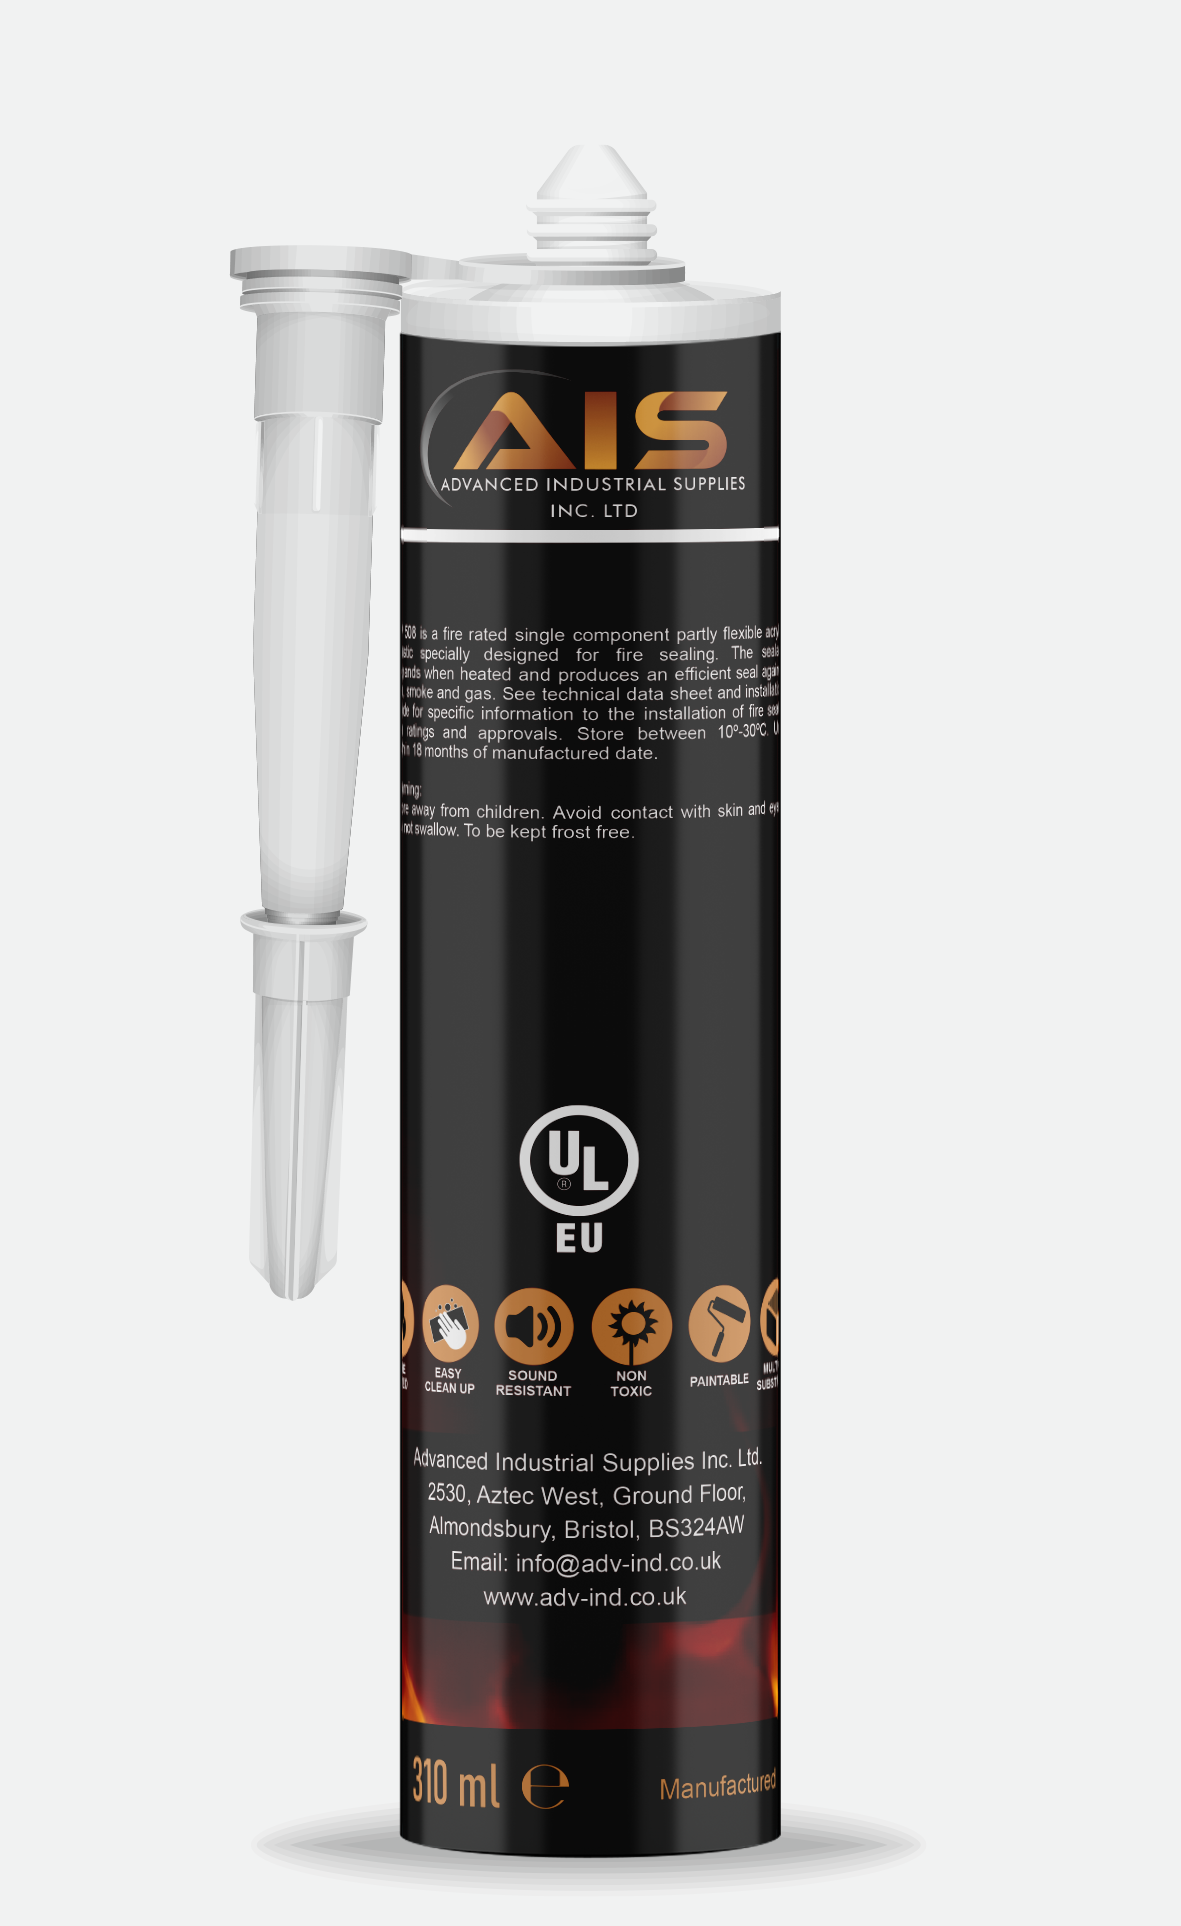 AIS
ADVANCED INDUSTRIAL SUPPLIES
INC. LTD
508 is a fire rated single component partly flexible
specially designed for fire sealing. The
when heated and produces an efficient seal
smoke and gas. See technical data sheet and
for specific information to the installation of fire
ratings and approvals. Store between 10º-30ºC.
18 months of manufactured date.
away from children. Avoid contact with skin and
not swallow. To be kept frost free.
UL
®
EU
EASY
CLEAN UP
SOUND
RESISTANT
NON
TOXIC
PAINTABLE
Advanced Industrial Supplies Inc. Ltd.
2530, Aztec West, Ground Floor,
Almondsbury, Bristol, BS324AW
Email: info@adv-ind.co.uk
www.adv-ind.co.uk
310 ml ℮
Manufactured